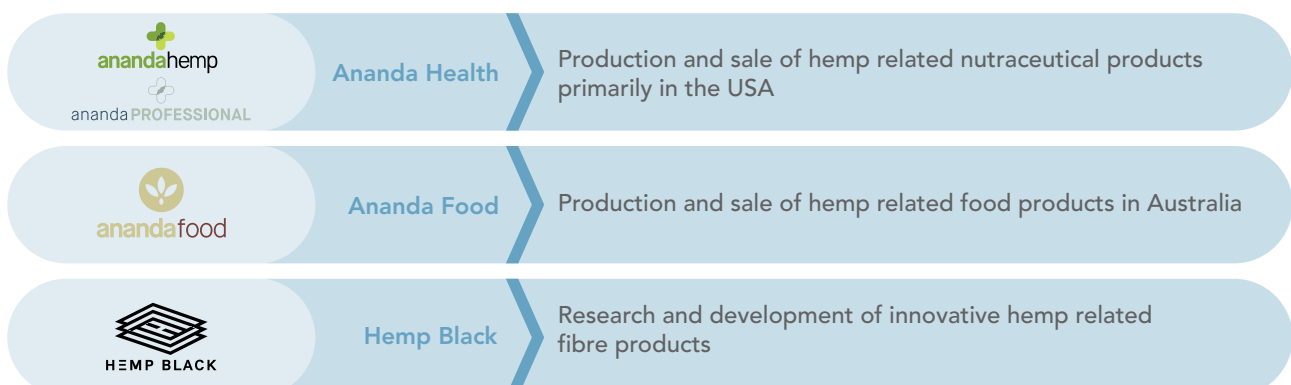 anandahemp
ananda PROFESSIONAL
Ananda Health
Production and sale of hemp related nutraceutical products
primarily in the USA
anandafood
Ananda Food
Production and sale of hemp related food products in Australia
HEMP BLACK
Hemp Black
Research and development of innovative hemp related
fibre products